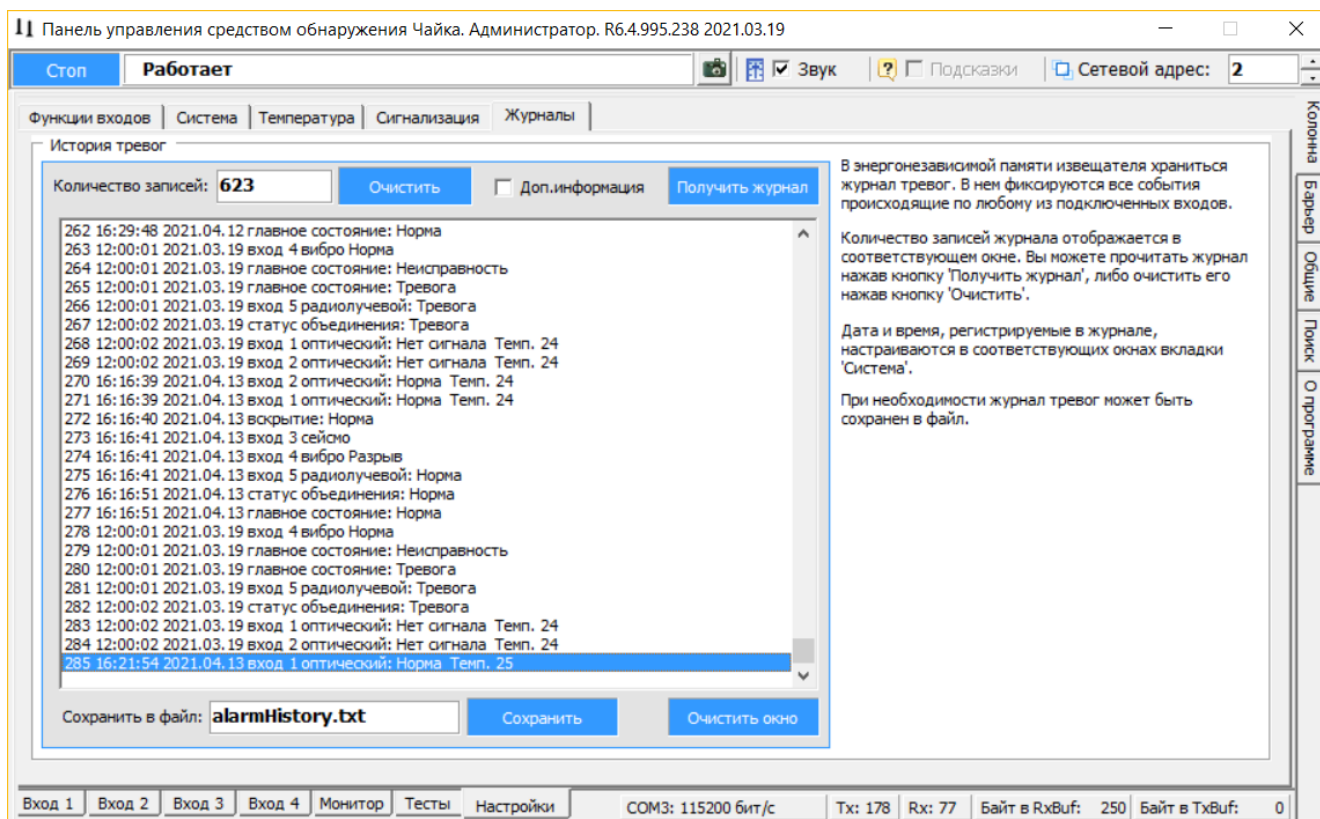 Панель управления средством обнаружения Чайка. Администратор. R6.4.995.238 2021.03.19
Стоп Работает Звук Подсказки Сетевой адрес: 2
Функции входов Система Температура Сигнализация Журналы
История тревог
Количество записей: 623 Очистить Доп.информация Получить журнал
262 16:29:48 2021.04.12 главное состояние: Норма
263 12:00:01 2021.03.19 вход 4 вибро Норма
264 12:00:01 2021.03.19 главное состояние: Неисправность
265 12:00:01 2021.03.19 главное состояние: Тревога
266 12:00:01 2021.03.19 вход 5 радиолучевой: Тревога
267 12:00:02 2021.03.19 статус объединения: Тревога
268 12:00:02 2021.03.19 вход 1 оптический: Нет сигнала Темп. 24
269 12:00:02 2021.03.19 вход 2 оптический: Нет сигнала Темп. 24
270 16:16:39 2021.04.13 вход 2 оптический: Норма Темп. 24
271 16:16:39 2021.04.13 вход 1 оптический: Норма Темп. 24
272 16:16:40 2021.04.13 вскрытие: Норма
273 16:16:41 2021.04.13 вход 3 сейсмо
274 16:16:41 2021.04.13 вход 4 вибро Разрыв
275 16:16:41 2021.04.13 вход 5 радиолучевой: Норма
276 16:16:51 2021.04.13 статус объединения: Норма
277 16:16:51 2021.04.13 главное состояние: Норма
278 12:00:01 2021.03.19 вход 4 вибро Норма
279 12:00:01 2021.03.19 главное состояние: Неисправность
280 12:00:01 2021.03.19 главное состояние: Тревога
281 12:00:01 2021.03.19 вход 5 радиолучевой: Тревога
282 12:00:02 2021.03.19 статус объединения: Тревога
283 12:00:02 2021.03.19 вход 1 оптический: Нет сигнала Темп. 24
284 12:00:02 2021.03.19 вход 2 оптический: Нет сигнала Темп. 24
285 16:21:54 2021.04.13 вход 1 оптический: Норма Темп. 25
Сохранить в файл: alarmHistory.txt Сохранить Очистить окно
В энергонезависимой памяти извещателя храниться
журнал тревог. В нем фиксируются все события
происходящие по любому из подключенных входов.
Количество записей журнала отображается в
соответствующем окне. Вы можете прочитать журнал
нажав кнопку 'Получить журнал', либо очистить его
нажав кнопку 'Очистить'.
Дата и время, регистрируемые в журнале,
настраиваются в соответствующих окнах вкладки
'Система'.
При необходимости журнал тревог может быть
сохранен в файл.
Колонна
Барьер
Общие
Поиск
О программе
Вход 1 Вход 2 Вход 3 Вход 4 Монитор Тесты Настройки COM3: 115200 бит/с Tx: 178 Rx: 77 Байт в RxBuf: 250 Байт в TxBuf: 0